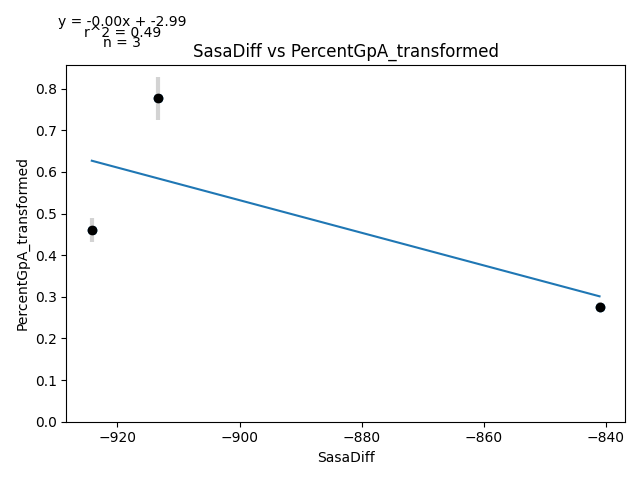 y = -0.00x + -2.99
r^2 = 0.49
n = 3
SasaDiff vs PercentGpA_transformed
0.8
0.7
0.6
0.5
0.4
0.3
0.2
0.1
0.0
PercentGpA_transformed
−920
−900
−880
−860
−840
SasaDiff